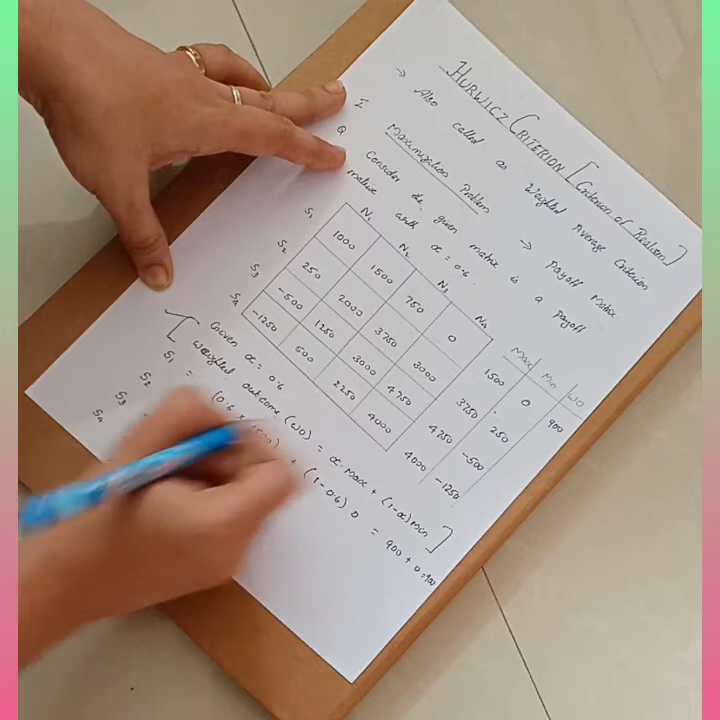 HURWICZ CRITERION [Criterion of Realism]
→ Also called as Weighted Average Criterion
Maximization Problem → Payoff Matrix
Consider the given matrix is a payoff
matrix with α = 0.6.
N1 N2 N3 N4 Max Min WO
S1 1000 1500 750 0 1500 0 900
S2 250 2000 3750 3000 3750 250
S3 -500 1250 3000 4750 4750 -500
S4 -1250 500 2250 4000 4000 -1250
Given α = 0.6
[Weighted outcome (WO) = α.max + (1-α)min]
S1 = (0.6 × 1500) + (1-0.6) 0 = 900 + 0 = 900
S2
S3
S4